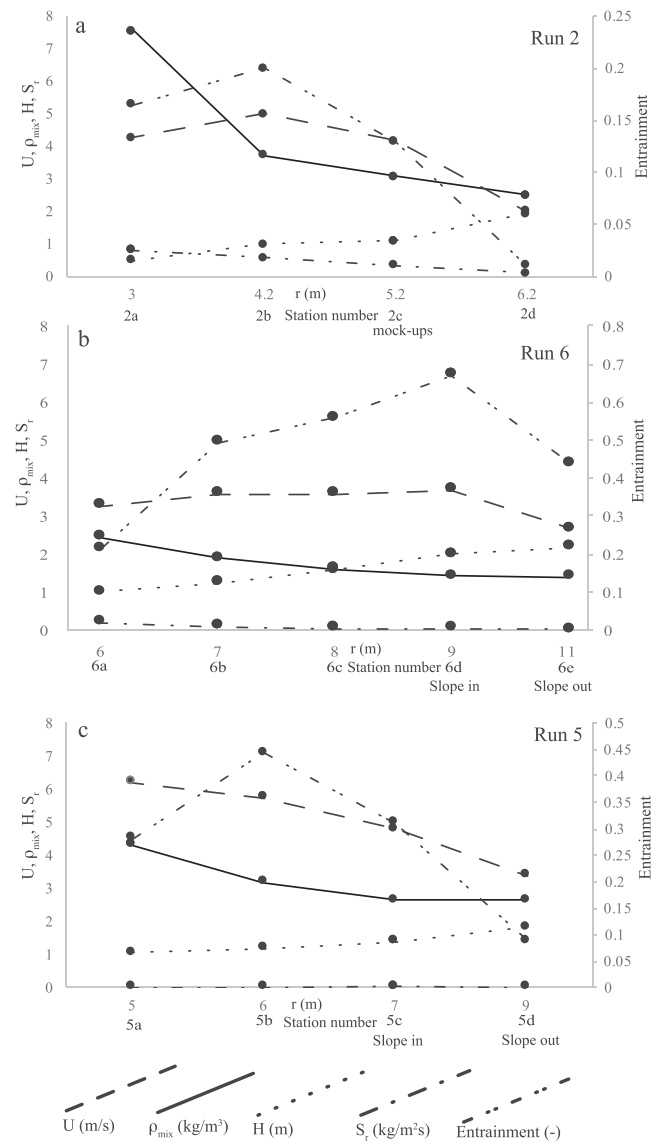 a
Run 2
8
7
6
5
4
3
2
1
0
U, ρmix, H, Sr
0.25
0.2
0.15
0.1
0.05
0
Entrainment
3 4.2 r (m) 5.2 6.2
2a 2b Station number 2c 2d
mock-ups
b
Run 6
8
7
6
5
4
3
2
1
0
U, ρmix, H, Sr
0.8
0.7
0.6
0.5
0.4
0.3
0.2
0.1
0
Entrainment
6 7 8 r (m) 9 11
6a 6b 6c Station number 6d 6e
Slope in Slope out
c
Run 5
8
7
6
5
4
3
2
1
0
U, ρmix, H, Sr
0.5
0.45
0.4
0.35
0.3
0.25
0.2
0.15
0.1
0.05
0
Entrainment
5 6 r (m) 7 9
5a 5b Station number 5c 5d
Slope in Slope out
U (m/s) ρmix (kg/m³) H (m) Sr (kg/m²s) Entrainment (-)